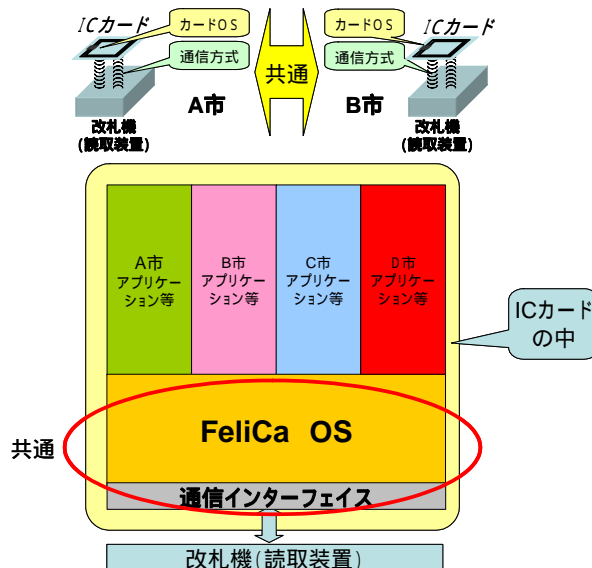 ICカード
カードOS
通信方式
A市
改札機
(読取装置)
共通
ICカード
カードOS
通信方式
B市
改札機
(読取装置)
A市
アプリケー
ション等
B市
アプリケー
ション等
C市
アプリケー
ション等
D市
アプリケー
ション等
ICカード
の中
FeliCa OS
共通
通信インターフェイス
改札機(読取装置)